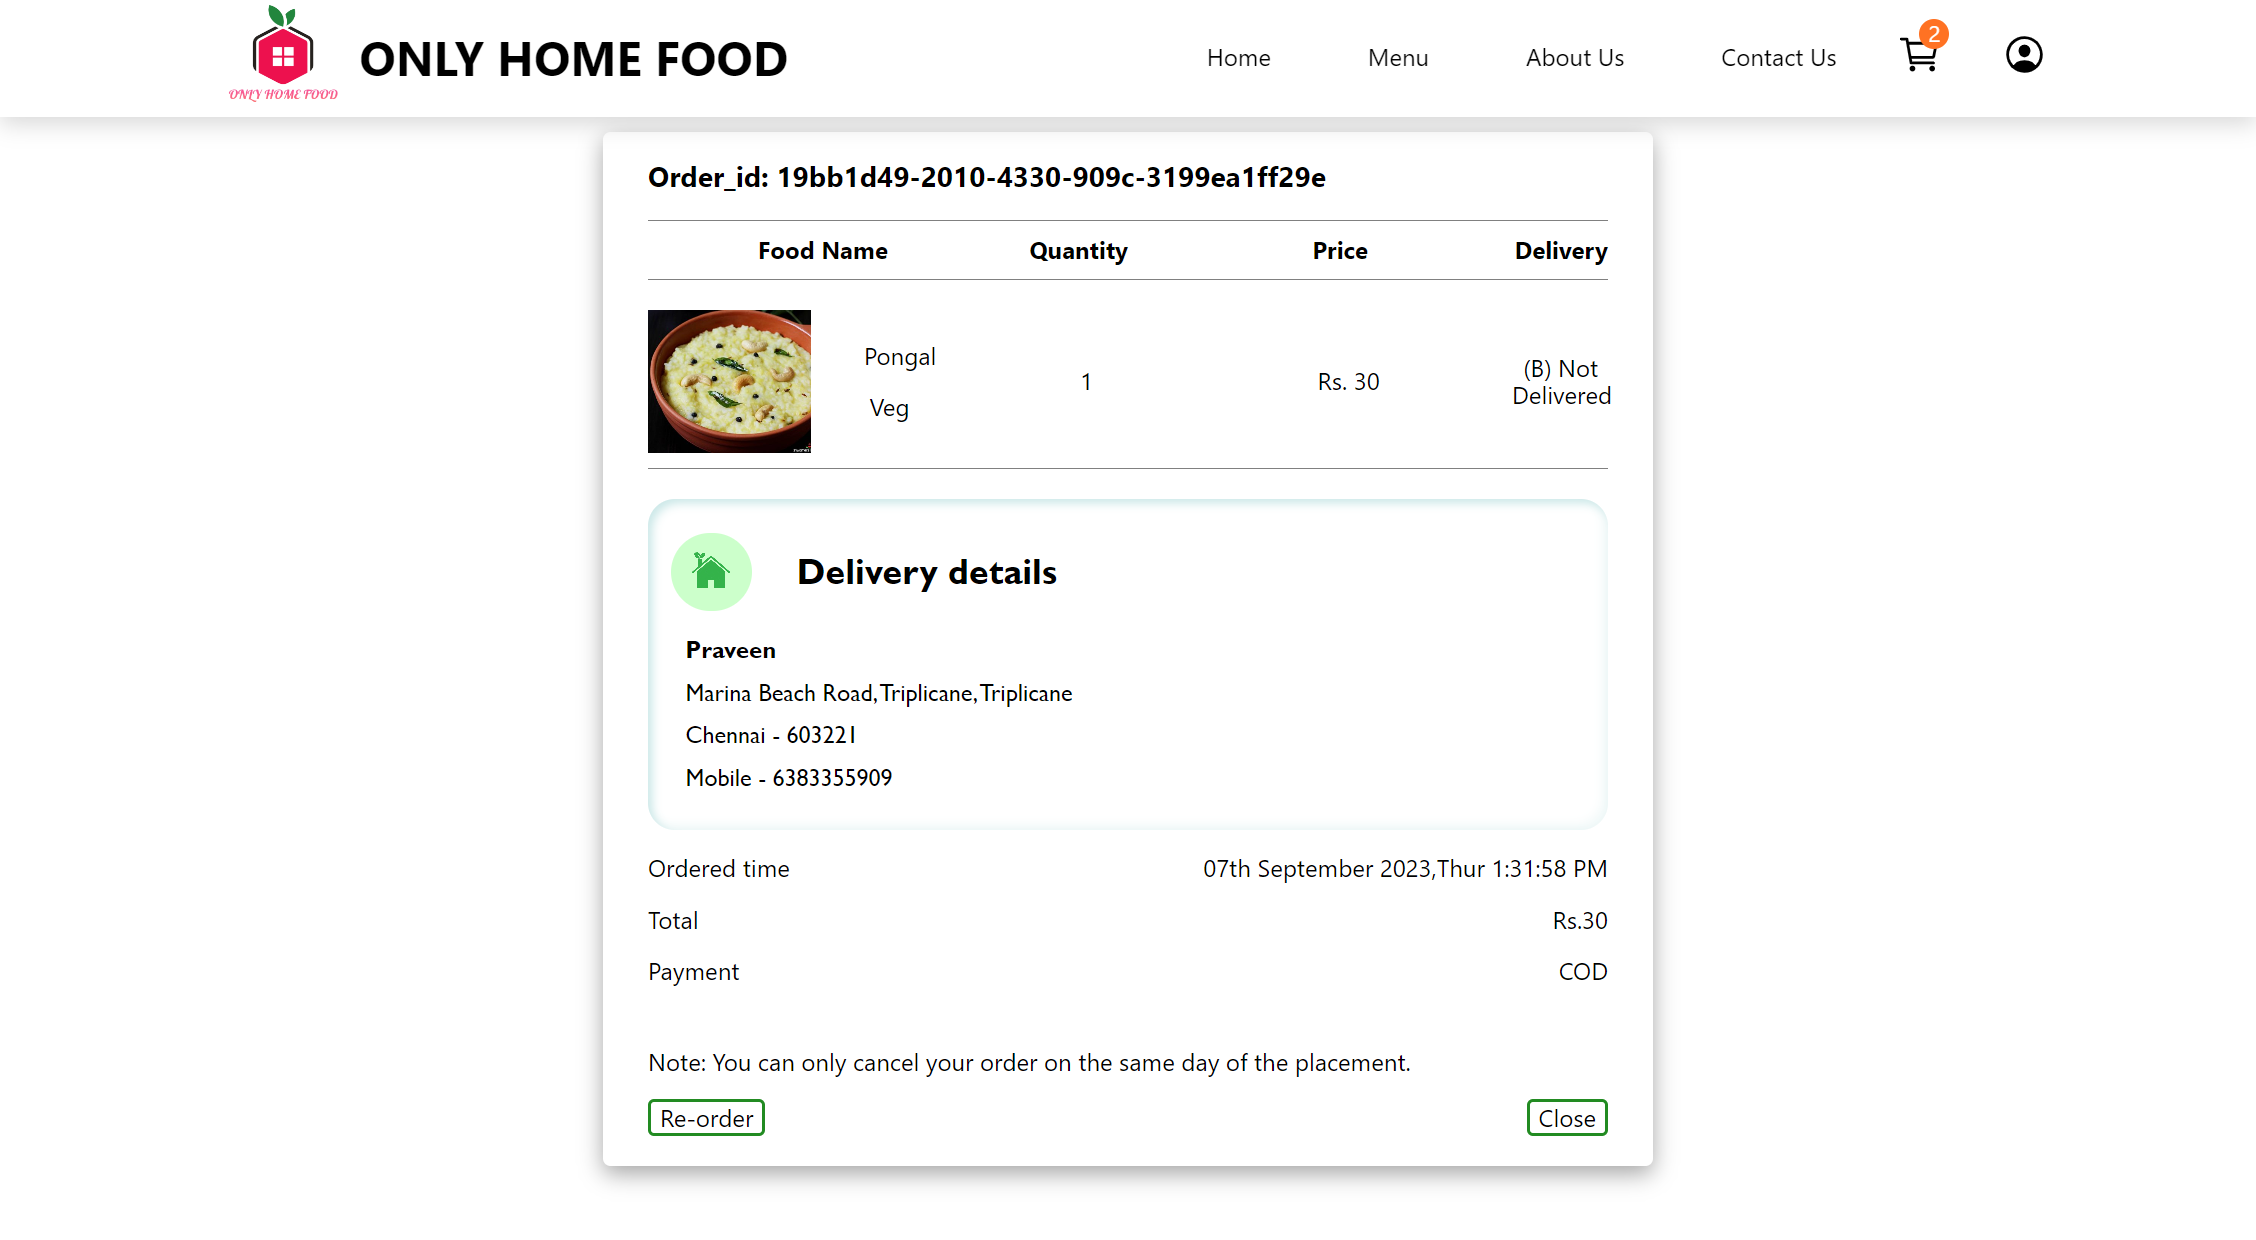 ONLY HOME FOOD
ONLY HOME FOOD
Home
Menu
About Us
Contact Us
2
Order_id: 19bb1d49-2010-4330-909c-3199ea1ff29e
Food Name Quantity Price Delivery
Pongal
Veg
1
Rs. 30
(B) Not
Delivered
Delivery details
Praveen
Marina Beach Road,Triplicane,Triplicane
Chennai - 603221
Mobile - 6383355909
Ordered time 07th September 2023,Thur 1:31:58 PM
Total Rs.30
Payment COD
Note: You can only cancel your order on the same day of the placement.
Re-order Close